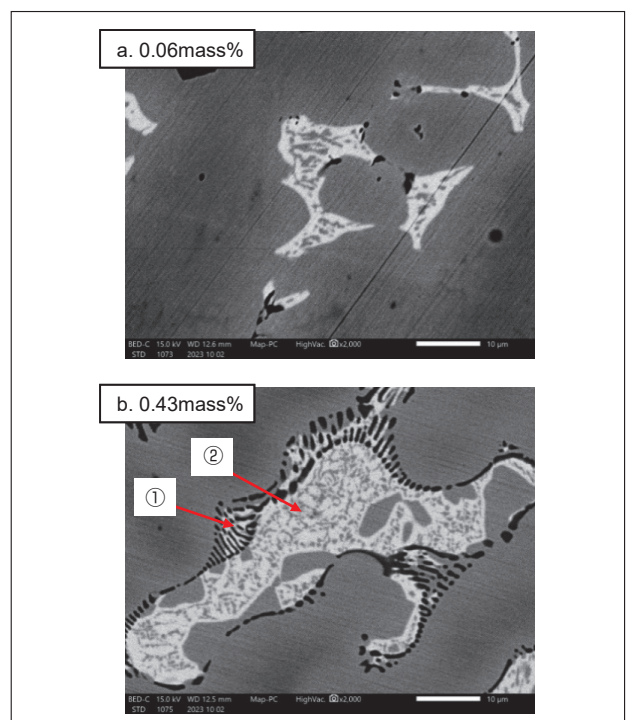 a. 0.06mass%
BED-C 15.0 kV WD 12.6 mm Map-PC HighVac. x2,000 10 μm
STD 1073 2023 10 02
b. 0.43mass%
②
①
BED-C 15.0 kV WD 12.5 mm Map-PC HighVac. x2,000 10 μm
STD 1075 2023 10 02